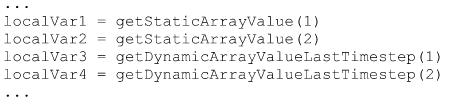 ...
localVar1 = getStaticArrayValue(1)
localVar2 = getStaticArrayValue(2)
localVar3 = getDynamicArrayValueLastTimestep(1)
localVar4 = getDynamicArrayValueLastTimestep(2)
...